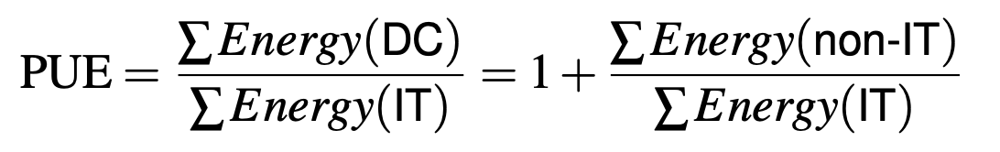 PUE = ∑Energy(DC) / ∑Energy(IT) = 1 + ∑Energy(non-IT) / ∑Energy(IT)